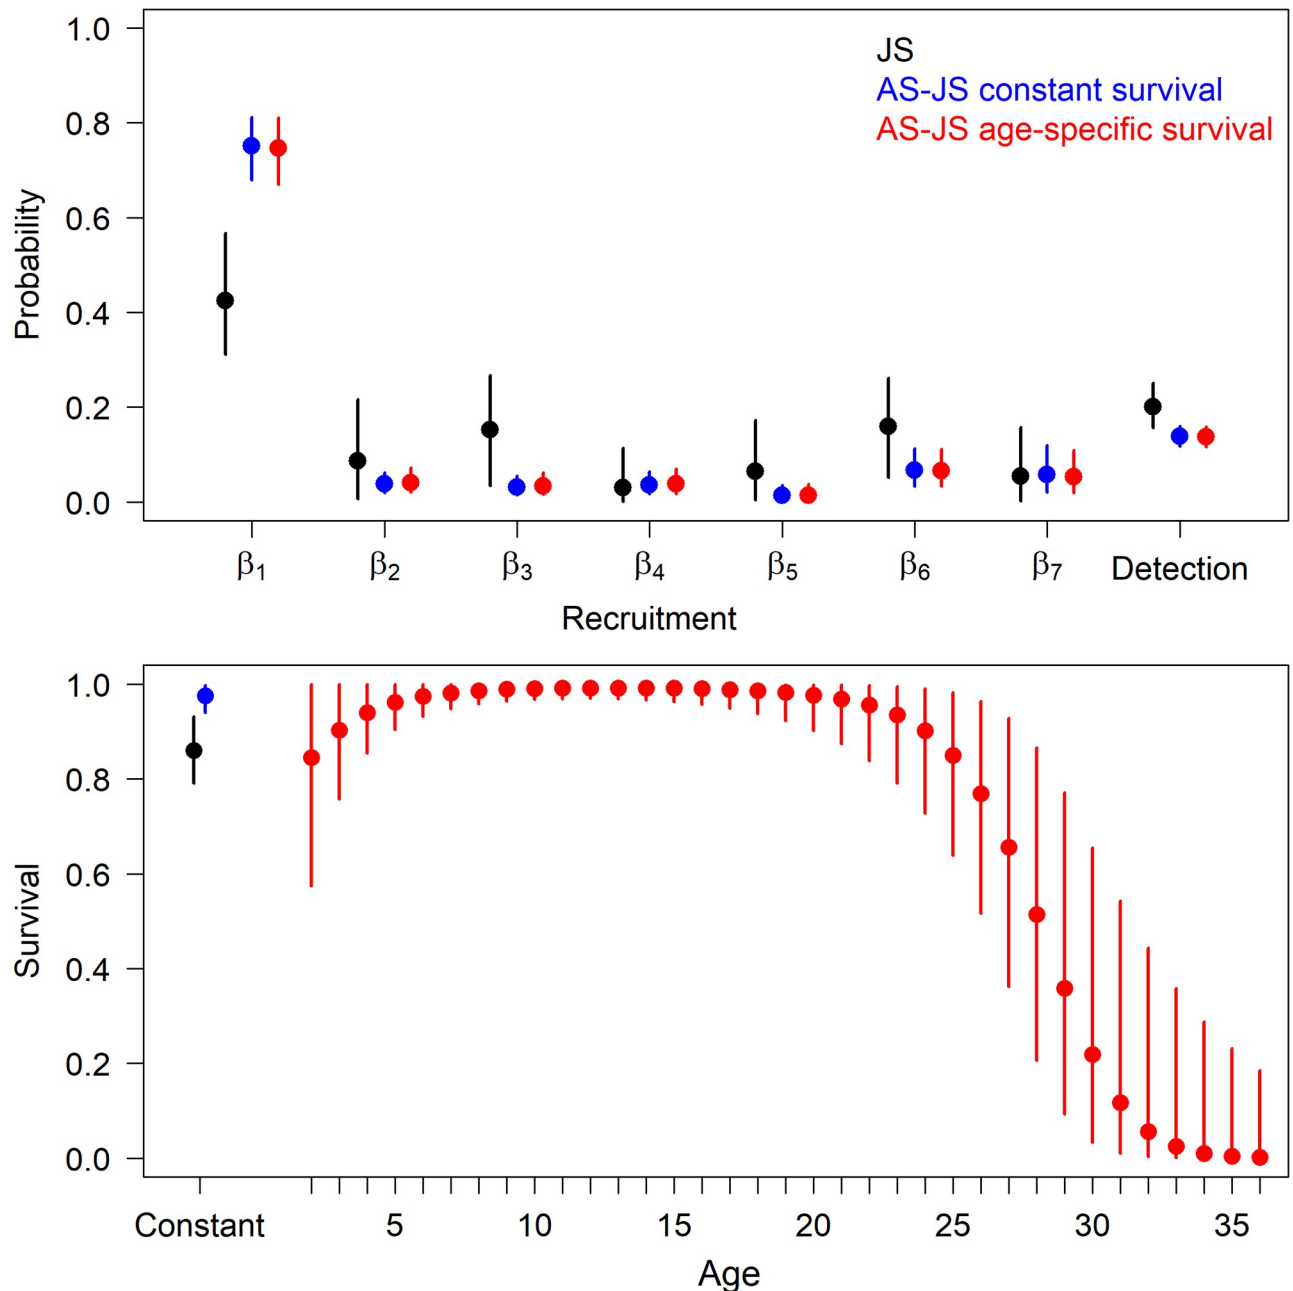 1.0
0.8
0.6
0.4
0.2
0.0
Probability
JS
AS-JS constant survival
AS-JS age-specific survival
β₁ β₂ β₃ β₄ β₅ β₆ β₇ Detection
Recruitment
1.0
0.8
0.6
0.4
0.2
0.0
Survival
Constant 5 10 15 20 25 30 35
Age